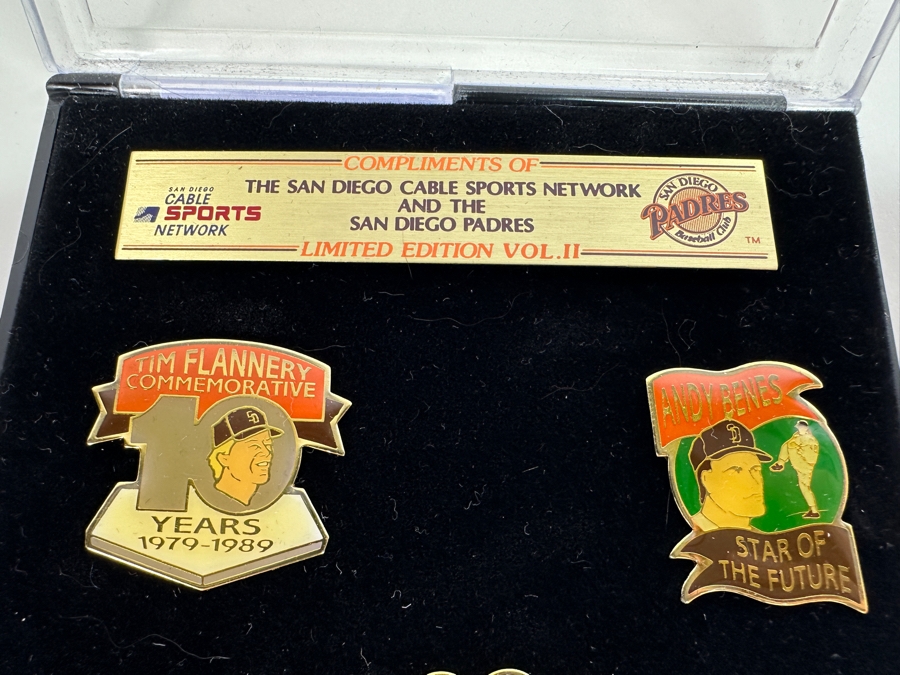 COMPLIMENTS OF
SAN DIEGO
CABLE
SPORTS
NETWORK
THE SAN DIEGO CABLE SPORTS NETWORK
AND THE
SAN DIEGO PADRES
SAN DIEGO
PADRES
Baseball Club
TM
LIMITED EDITION VOL.II
TIM FLANNERY
COMMEMORATIVE
10
SD
YEARS
1979-1989
ANDY BENES
SD
STAR OF
THE FUTURE